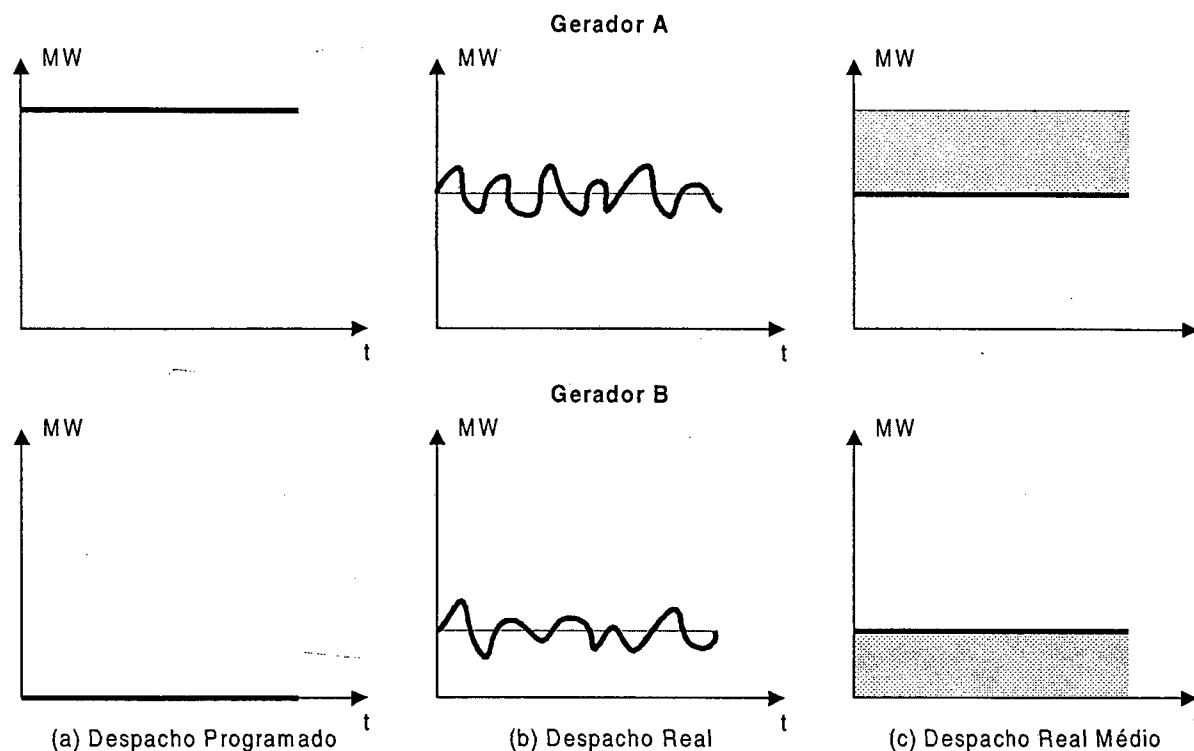 Gerador A
MW
MW
MW
t
t
Gerador B
MW
MW
MW
t
t
(a) Despacho Programado
(b) Despacho Real
(c) Despacho Real Médio